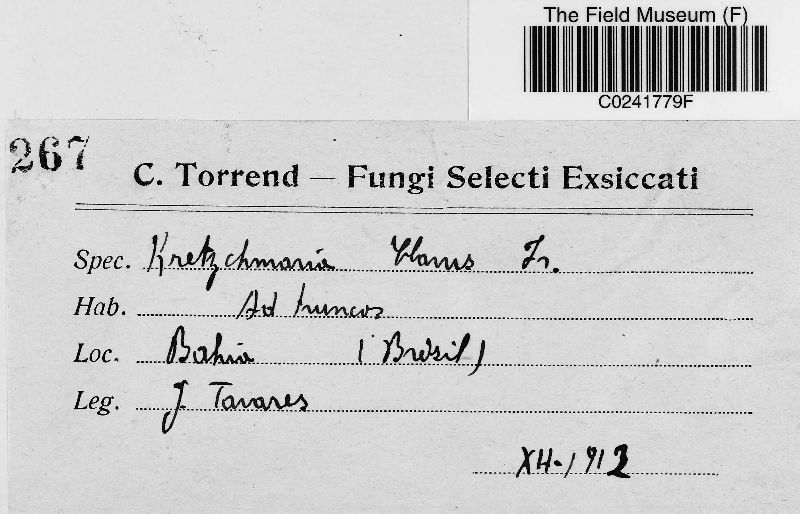 The Field Museum (F)
C0241779F
267
C. Torrend — Fungi Selecti Exsiccati
Spec. Kretzchmaria Clavus Fr.
Hab. Ad truncos
Loc. Bahia (Brésil)
Leg. J. Tavares
XII-1912